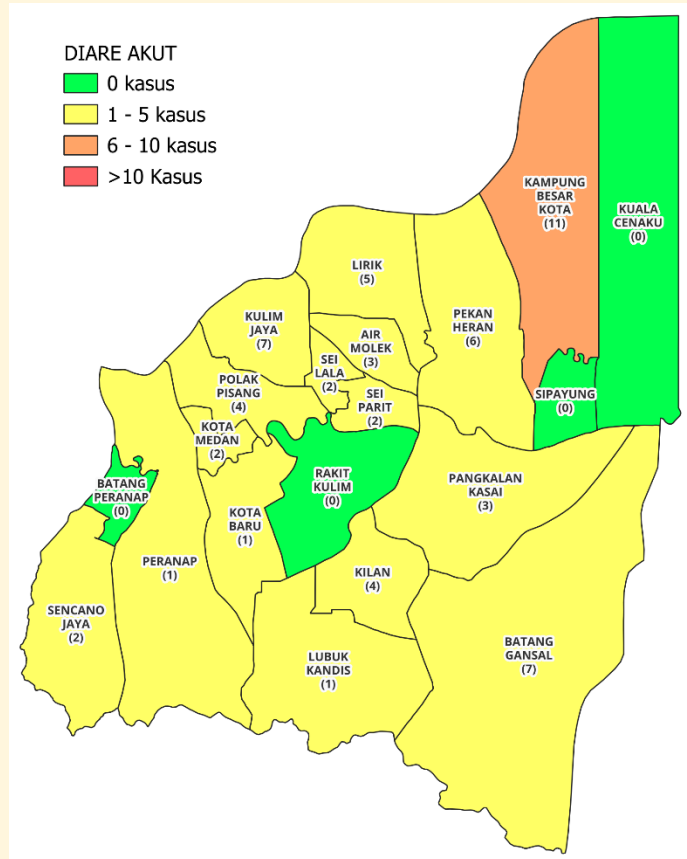 DIARE AKUT
0 kasus
1 - 5 kasus
6 - 10 kasus
>10 Kasus
KAMPUNG
BESAR
KOTA
(11)
KUALA
CENAKU
(0)
LIRIK
(5)
PEKAN
HERAN
(6)
KULIM
JAYA
(7)
AIR
MOLEK
(3)
SEI
LALA
(2)
POLAK
PISANG
(4)
SEI
PARIT
(2)
SIPAYUNG
(0)
KOTA
MEDAN
(2)
RAKIT
KULIM
(0)
PANGKALAN
KASAI
(3)
BATANG
PERANAP
(0)
KOTA
BARU
(1)
PERANAP
(1)
KILAN
(4)
SENCANO
JAYA
(2)
BATANG
GANSAL
(7)
LUBUK
KANDIS
(1)